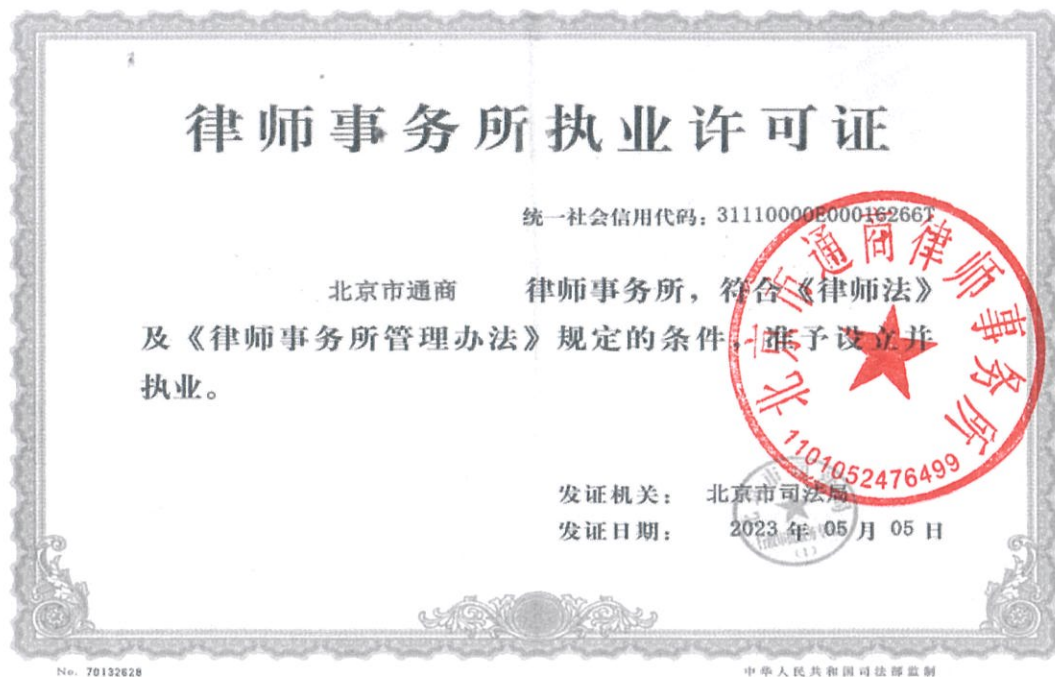 律师事务所执业许可证
统一社会信用代码：31110000E00016266T
北京市通商 律师事务所，符合《律师法》
及《律师事务所管理办法》规定的条件，准予设立并
执业。
北京市通商律师事务所
1101052476499
发证机关： 北京市司法局
发证日期： 2023 年 05 月 05 日
No. 70132628
中华人民共和国司法部监制